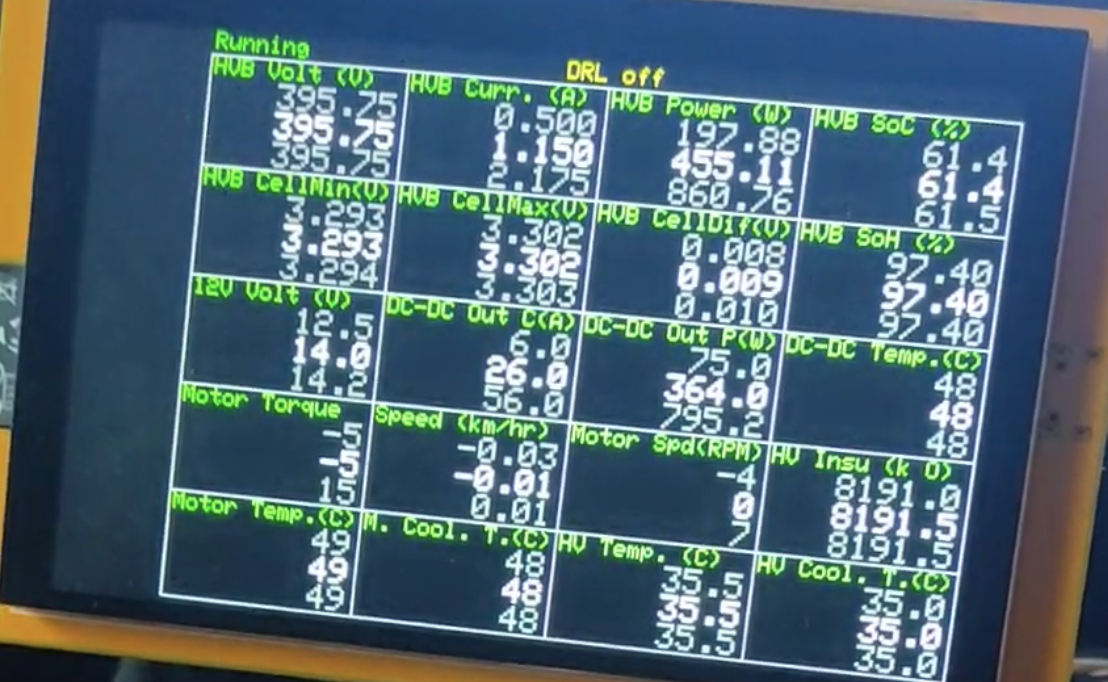 Running
DRL off
HVB Volt (V)
395.75
395.75
395.75
HVB Curr. (A)
0.500
1.150
2.175
HVB Power (W)
197.88
455.11
860.76
HVB SoC (%)
61.4
61.4
61.5
HVB CellMin(V)
3.293
3.293
3.294
HVB CellMax(V)
3.302
3.302
3.303
HVB CellDif(V)
0.008
0.009
0.010
HVB SoH (%)
97.40
97.40
97.40
12V Volt (V)
12.5
14.0
14.2
DC-DC Out C(A)
6.0
26.0
56.0
DC-DC Out P(W)
75.0
364.0
795.2
DC-DC Temp.(C)
48
48
48
Motor Torque
-5
-5
15
Speed (km/hr)
-0.03
-0.01
0.01
Motor Spd(RPM)
-4
0
7
HV Insu (k O)
8191.0
8191.5
8191.5
Motor Temp.(C)
49
49
49
M. Cool. T.(C)
48
48
48
HV Temp. (C)
35.5
35.5
35.5
HV Cool. T.(C)
35.0
35.0
35.0